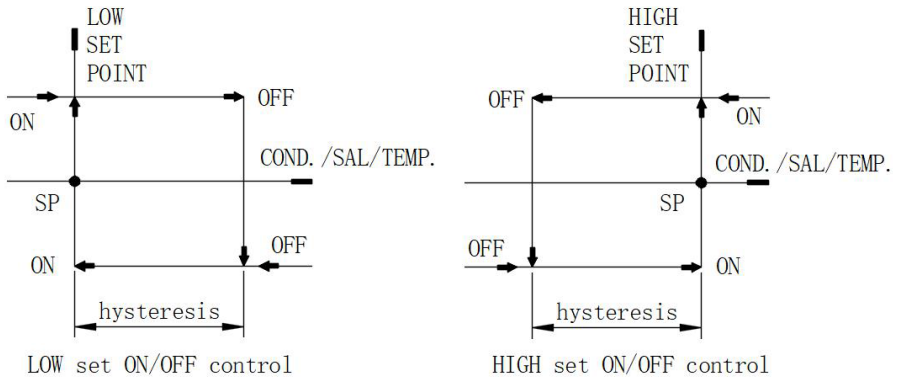 LOW
SET
POINT
OFF
ON
COND./SAL/TEMP.
SP
OFF
ON
hysteresis
LOW set ON/OFF control
HIGH
SET
POINT
OFF
ON
COND./SAL/TEMP.
SP
OFF
ON
hysteresis
HIGH set ON/OFF control